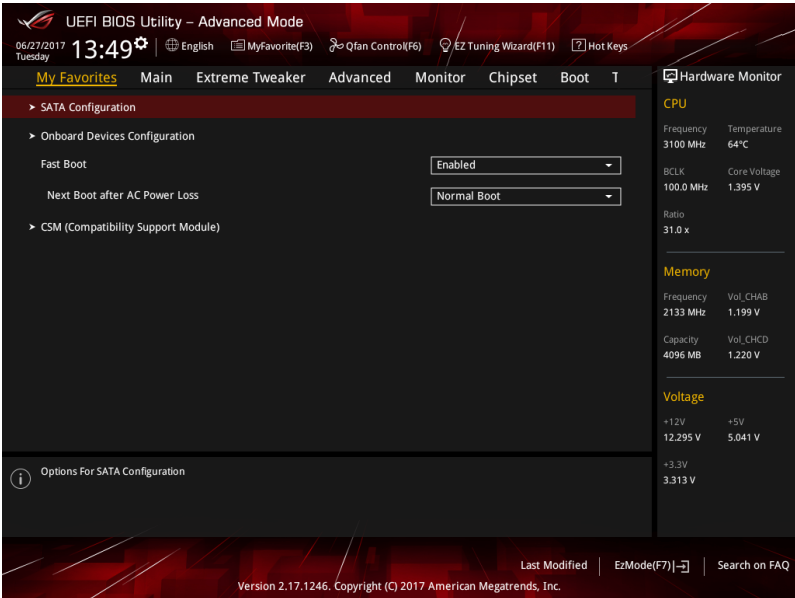 UEFI BIOS Utility – Advanced Mode
06/27/2017 Tuesday 13:49 English MyFavorite(F3) Qfan Control(F6) EZ Tuning Wizard(F11) ? Hot Keys
My Favorites Main Extreme Tweaker Advanced Monitor Chipset Boot T
SATA Configuration
Onboard Devices Configuration
Fast Boot Enabled
Next Boot after AC Power Loss Normal Boot
CSM (Compatibility Support Module)
Hardware Monitor
CPU
Frequency Temperature
3100 MHz 64°C
BCLK Core Voltage
100.0 MHz 1.395 V
Ratio
31.0 x
Memory
Frequency Vol_CHAB
2133 MHz 1.199 V
Capacity Vol_CHCD
4096 MB 1.220 V
Voltage
+12V +5V
12.295 V 5.041 V
+3.3V
3.313 V
Options For SATA Configuration
Last Modified EzMode(F7) Search on FAQ
Version 2.17.1246. Copyright (C) 2017 American Megatrends, Inc.